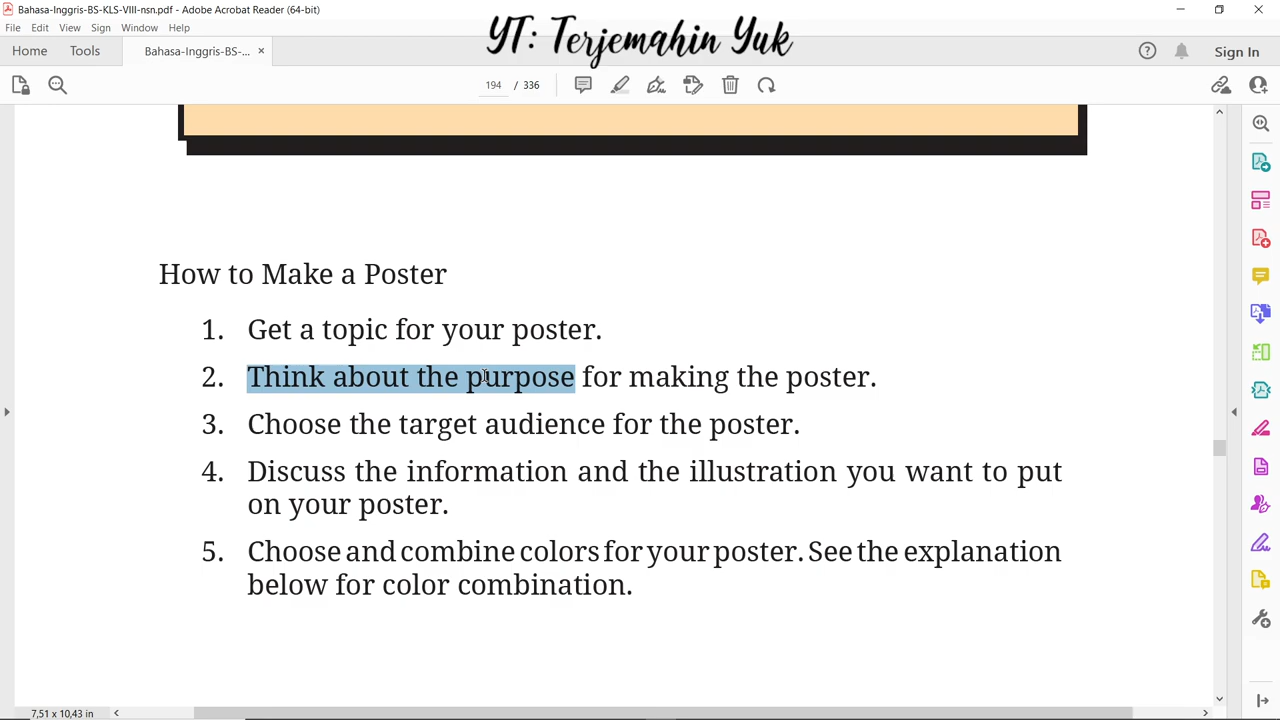 Bahasa-Inggris-BS-KLS-VIII-nsn.pdf - Adobe Acrobat Reader (64-bit)
YT: Terjemahin Yuk
File Edit View Sign Window Help
Home Tools Bahasa-Inggris-BS-... × Sign In
194 / 336
How to Make a Poster
1. Get a topic for your poster.
2. Think about the purpose for making the poster.
3. Choose the target audience for the poster.
4. Discuss the information and the illustration you want to put
on your poster.
5. Choose and combine colors for your poster. See the explanation
below for color combination.
7,51 x 10,43 in